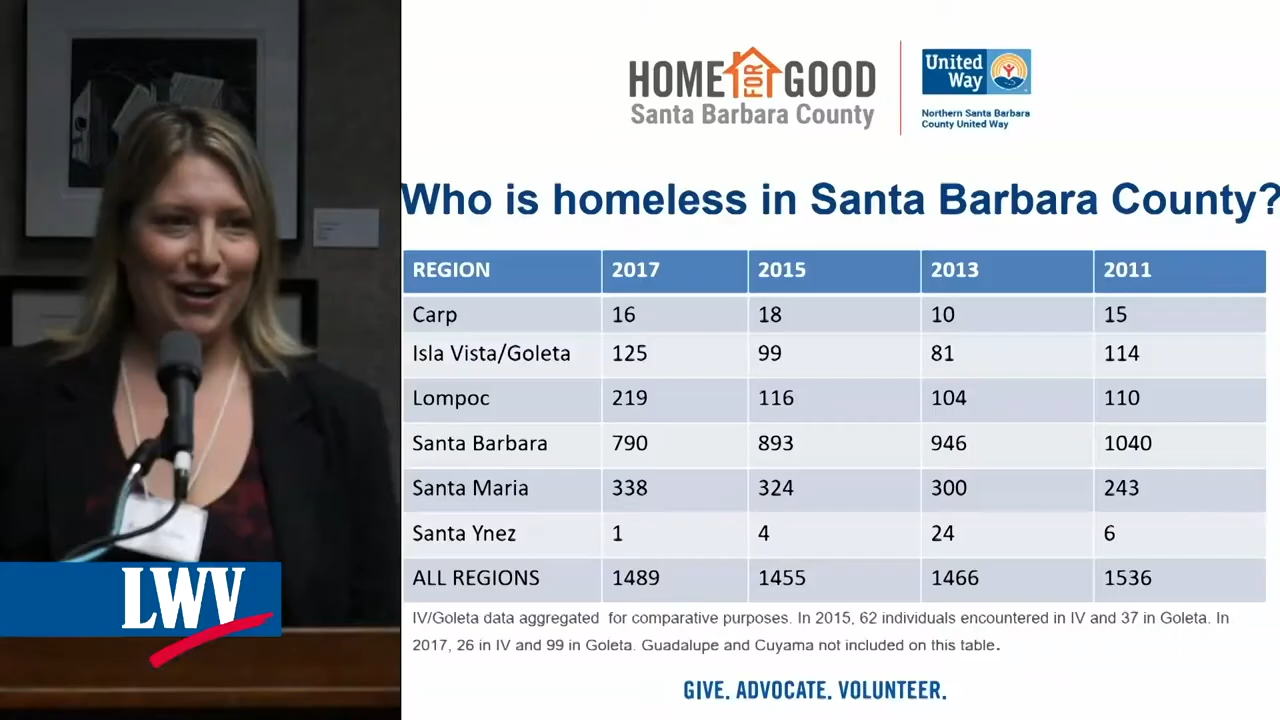 HOME FOR GOOD
Santa Barbara County
United
Way
Northern Santa Barbara
County United Way
Who is homeless in Santa Barbara County?
REGION 2017 2015 2013 2011
Carp 16 18 10 15
Isla Vista/Goleta 125 99 81 114
Lompoc 219 116 104 110
Santa Barbara 790 893 946 1040
Santa Maria 338 324 300 243
Santa Ynez 1 4 24 6
ALL REGIONS 1489 1455 1466 1536
IV/Goleta data aggregated for comparative purposes. In 2015, 62 individuals encountered in IV and 37 in Goleta. In
2017, 26 in IV and 99 in Goleta. Guadalupe and Cuyama not included on this table.
GIVE. ADVOCATE. VOLUNTEER.
LWV